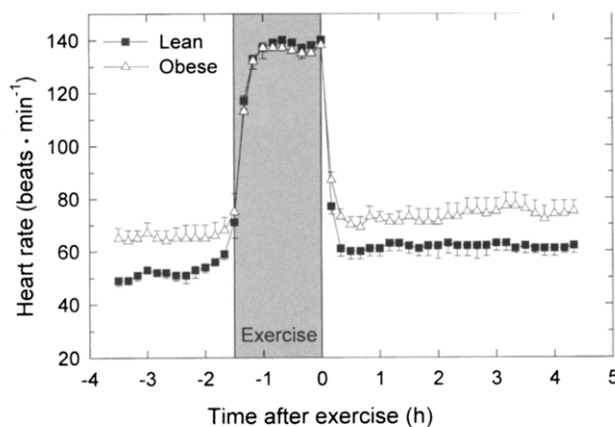 Heart rate (beats · min-1)
140
120
100
80
60
40
20
Lean
Obese
Exercise
-4 -3 -2 -1 0 1 2 3 4 5
Time after exercise (h)